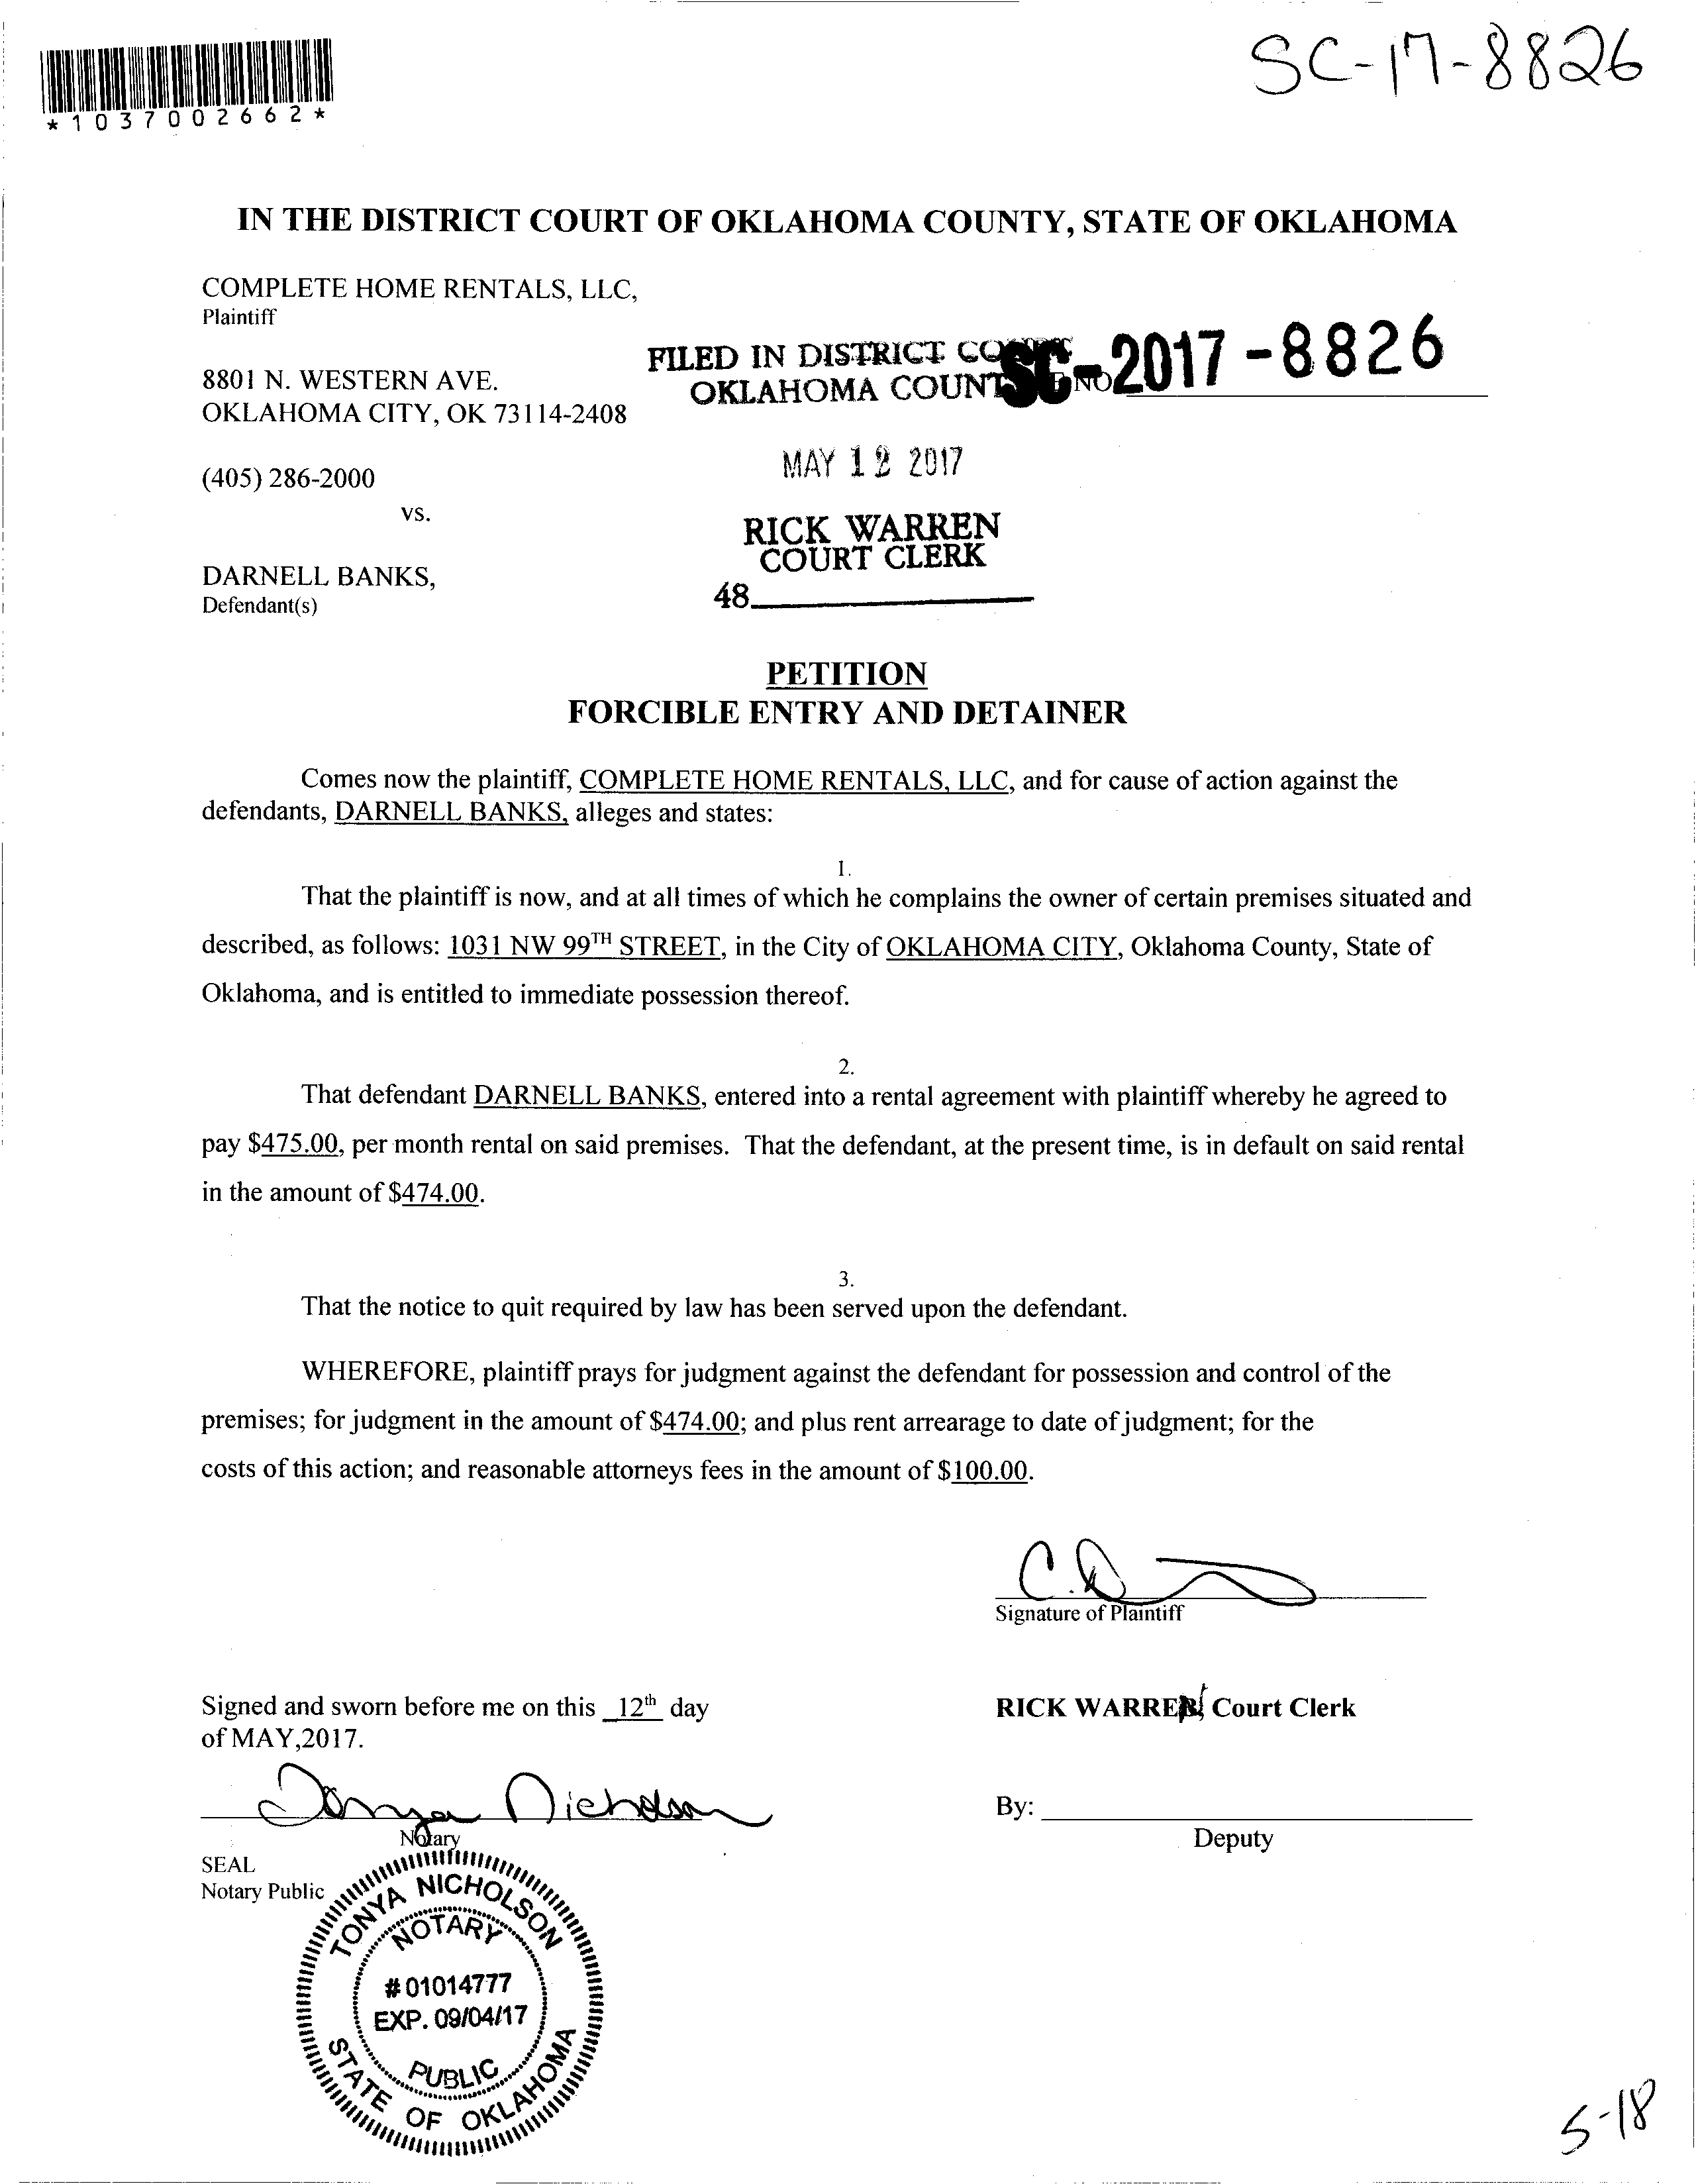 SC-17-8826
*1037002662*
IN THE DISTRICT COURT OF OKLAHOMA COUNTY, STATE OF OKLAHOMA
COMPLETE HOME RENTALS, LLC,
Plaintiff
FILED IN DISTRICT
OKLAHOMA
NO
SC-2017-8826
8801 N. WESTERN AVE.
OKLAHOMA CITY, OK 73114-2408
MAY 12 2017
(405) 286-2000
vs.
RICK WARREN
COURT CLERK
48
DARNELL BANKS,
Defendant(s)
PETITION
FORCIBLE ENTRY AND DETAINER
Comes now the plaintiff, COMPLETE HOME RENTALS, LLC, and for cause of action against the
defendants, DARNELL BANKS, alleges and states:
1.
That the plaintiff is now, and at all times of which he complains the owner of certain premises situated and
described, as follows: 1031 NW 99TH STREET, in the City of OKLAHOMA CITY, Oklahoma County, State of
Oklahoma, and is entitled to immediate possession thereof.
2.
That defendant DARNELL BANKS, entered into a rental agreement with plaintiff whereby he agreed to
pay $475.00, per month rental on said premises. That the defendant, at the present time, is in default on said rental
in the amount of $474.00.
3.
That the notice to quit required by law has been served upon the defendant.
WHEREFORE, plaintiff prays for judgment against the defendant for possession and control of the
premises; for judgment in the amount of $474.00; and plus rent arrearage to date of judgment; for the
costs of this action; and reasonable attorneys fees in the amount of $100.00.
Signature of Plaintiff
Signed and sworn before me on this 12th day
of MAY,2017.
RICK WARREN, Court Clerk
Tonya Nicholson
Notary
By:
Deputy
SEAL
Notary Public
TONYA NICHOLSON
NOTARY
#01014777
EXP. 09/04/17
PUBLIC
STATE OF OKLAHOMA
5-18